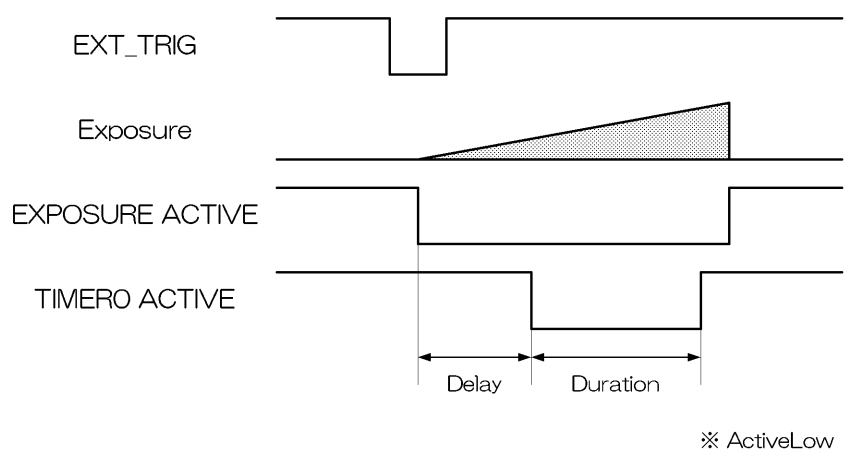 EXT_TRIG
Exposure
EXPOSURE ACTIVE
TIMER0 ACTIVE
Delay
Duration
※ ActiveLow